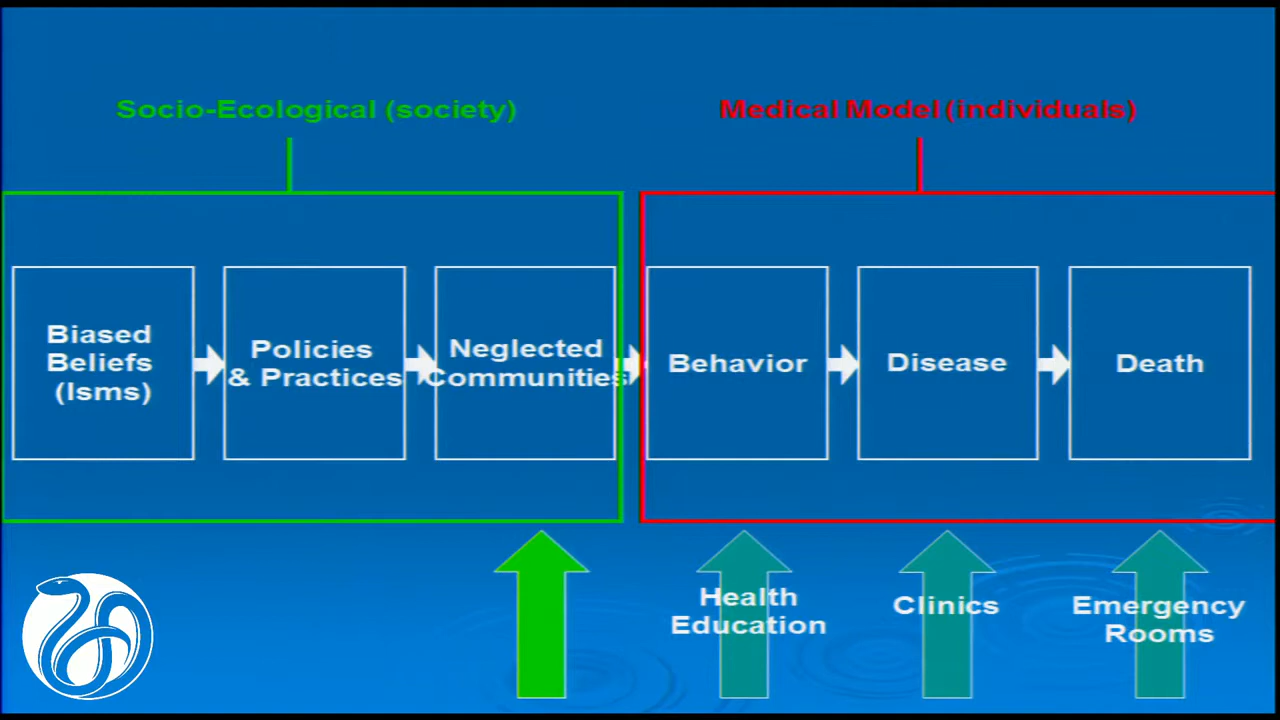 Socio-Ecological (society)
Medical Model (individuals)
Biased
Beliefs
(Isms)
Policies
& Practices
Neglected
Communities
Behavior
Disease
Death
Health
Education
Clinics
Emergency
Rooms